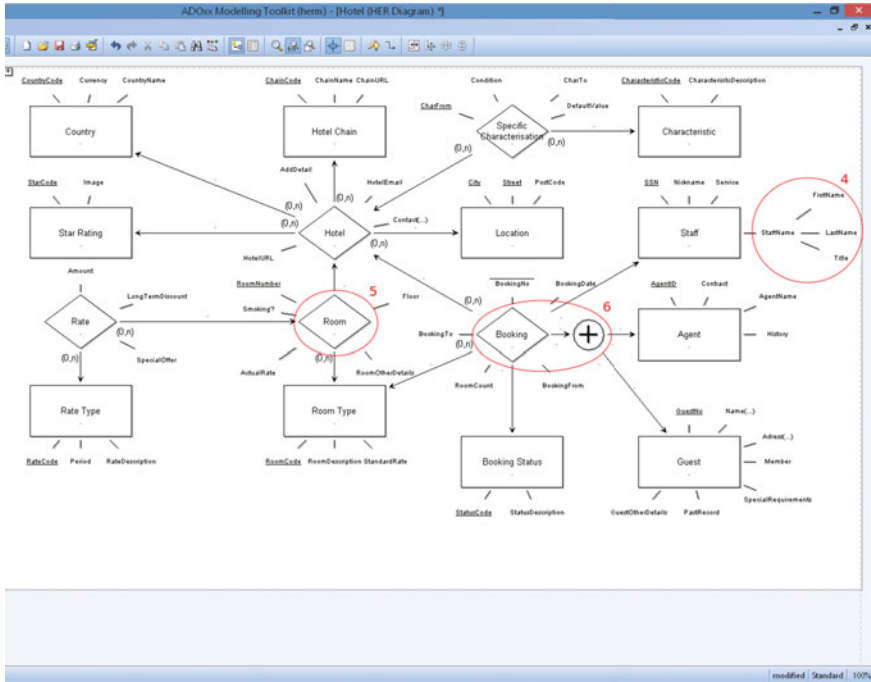 ADOxx Modelling Toolkit (herm) - [Hotel (HER Diagram) *]
CountryCode Currency CountryName
ChainCode ChainName ChainURL
Condition CharTo
CharFrom DefaultValue
CharacteristicCode CharacteristicDescription
Country
Hotel Chain
Specific
Characterisation
Characteristic
(0,n) (0,n)
AddDetail
StarCode Image
HotelEmail
City Street PostCode
SSN Nickname Service
4
FirstName
(0,n) (0,n)
Contact(...)
Star Rating
(0,n)
Hotel
(0,n)
Location
Staff
StaffName
LastName
HotelURL
Title
Amount
RoomNumber
5
BookingNo BookingDate
AgentID Contract
LongTermDiscount
Floor
(0,n)
6
AgentName
Smoking?
Rate
(0,n)
Room
BookingTo
Booking
Agent
History
(0,n) SpecialOffer
(0,n)
(0,n)
ActualRate
RoomOtherDetails
RoomCount BookingFrom
Rate Type
Room Type
GuestNo Name(...)
Adress(...)
RateCode Period RateDescription
RoomCode RoomDescription StandardRate
Booking Status
Guest
Member
SpecialRequirements
StatusCode StatusDescription
GuestOtherDetails PastRecord
modified Standard 100%